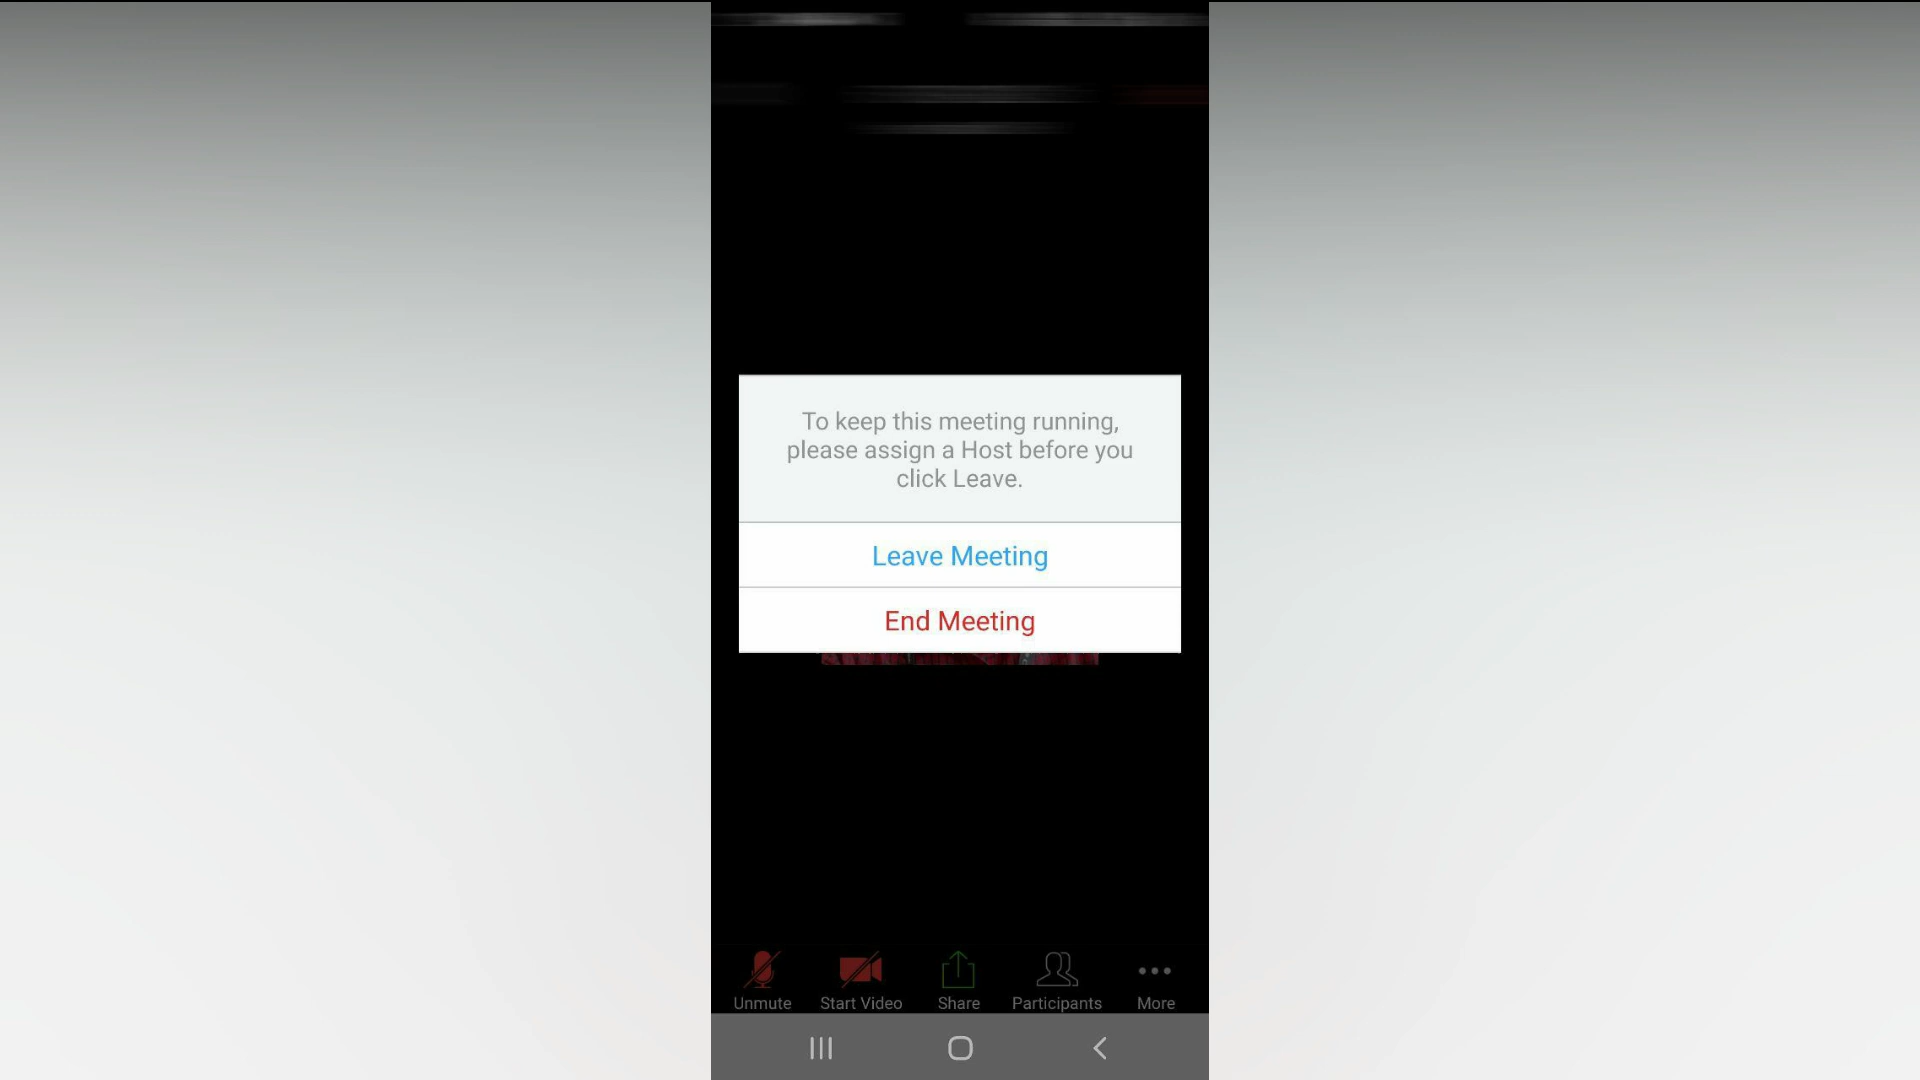 To keep this meeting running,
please assign a Host before you
click Leave.
Leave Meeting
End Meeting
Unmute
Start Video
Share
Participants
More